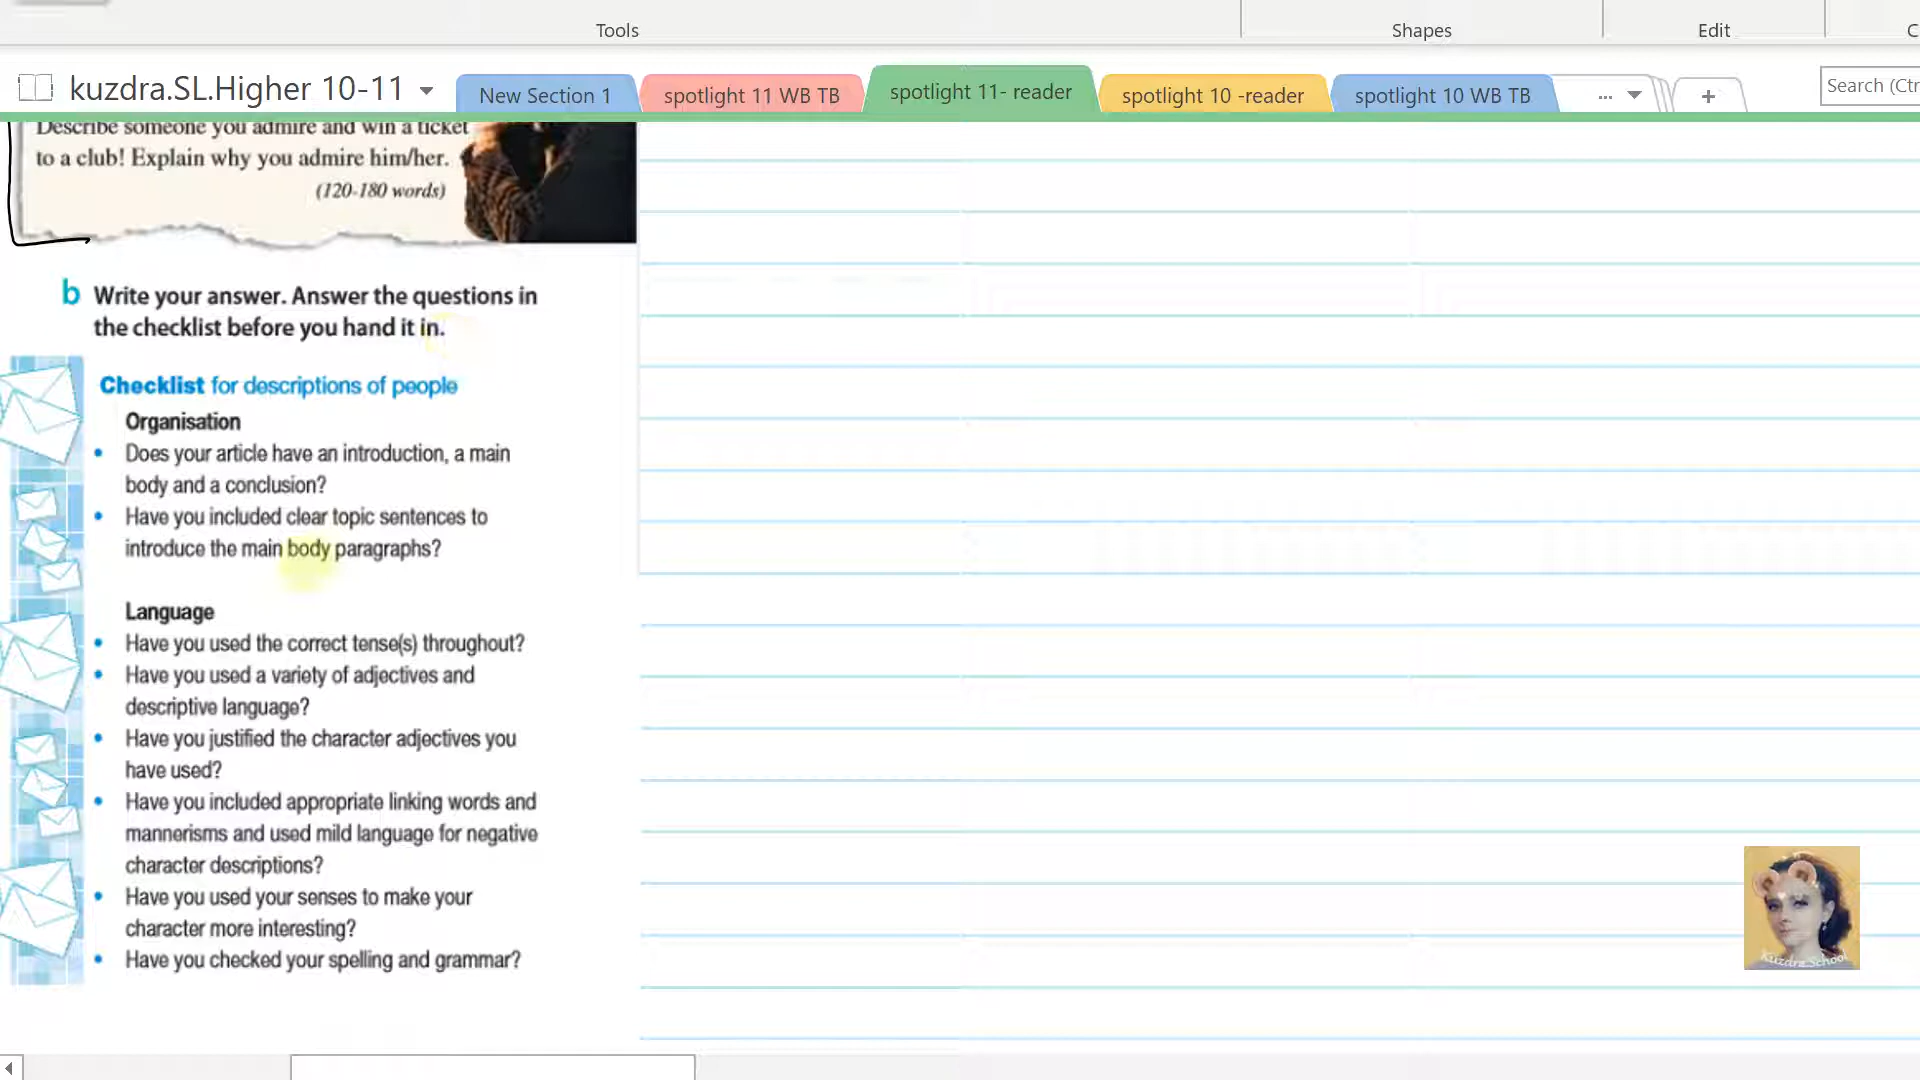 Tools
Shapes
Edit
C
kuzdra.SL.Higher 10-11
New Section 1
spotlight 11 WB TB
spotlight 11- reader
spotlight 10 -reader
spotlight 10 WB TB
...
+
Search (Ctr
Describe someone you admire and win a ticket
to a club! Explain why you admire him/her.
(120-180 words)
b Write your answer. Answer the questions in
the checklist before you hand it in.
Checklist for descriptions of people
Organisation
• Does your article have an introduction, a main
body and a conclusion?
• Have you included clear topic sentences to
introduce the main body paragraphs?
Language
• Have you used the correct tense(s) throughout?
• Have you used a variety of adjectives and
descriptive language?
• Have you justified the character adjectives you
have used?
• Have you included appropriate linking words and
mannerisms and used mild language for negative
character descriptions?
• Have you used your senses to make your
character more interesting?
• Have you checked your spelling and grammar?
Kuzdra.School